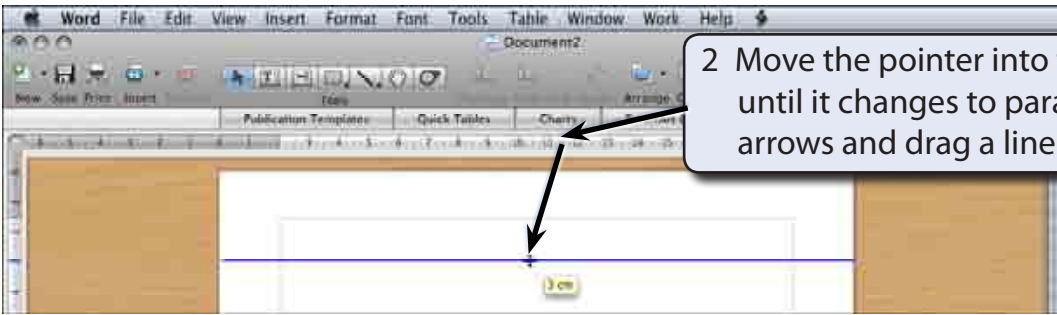 Word File Edit View Insert Format Font Tools Table Window Work Help
Document2
New Save Print Insert
Tools
Arrange
Publication Templates Quick Tables Charts
2 Move the pointer into
until it changes to para
arrows and drag a line
3 cm